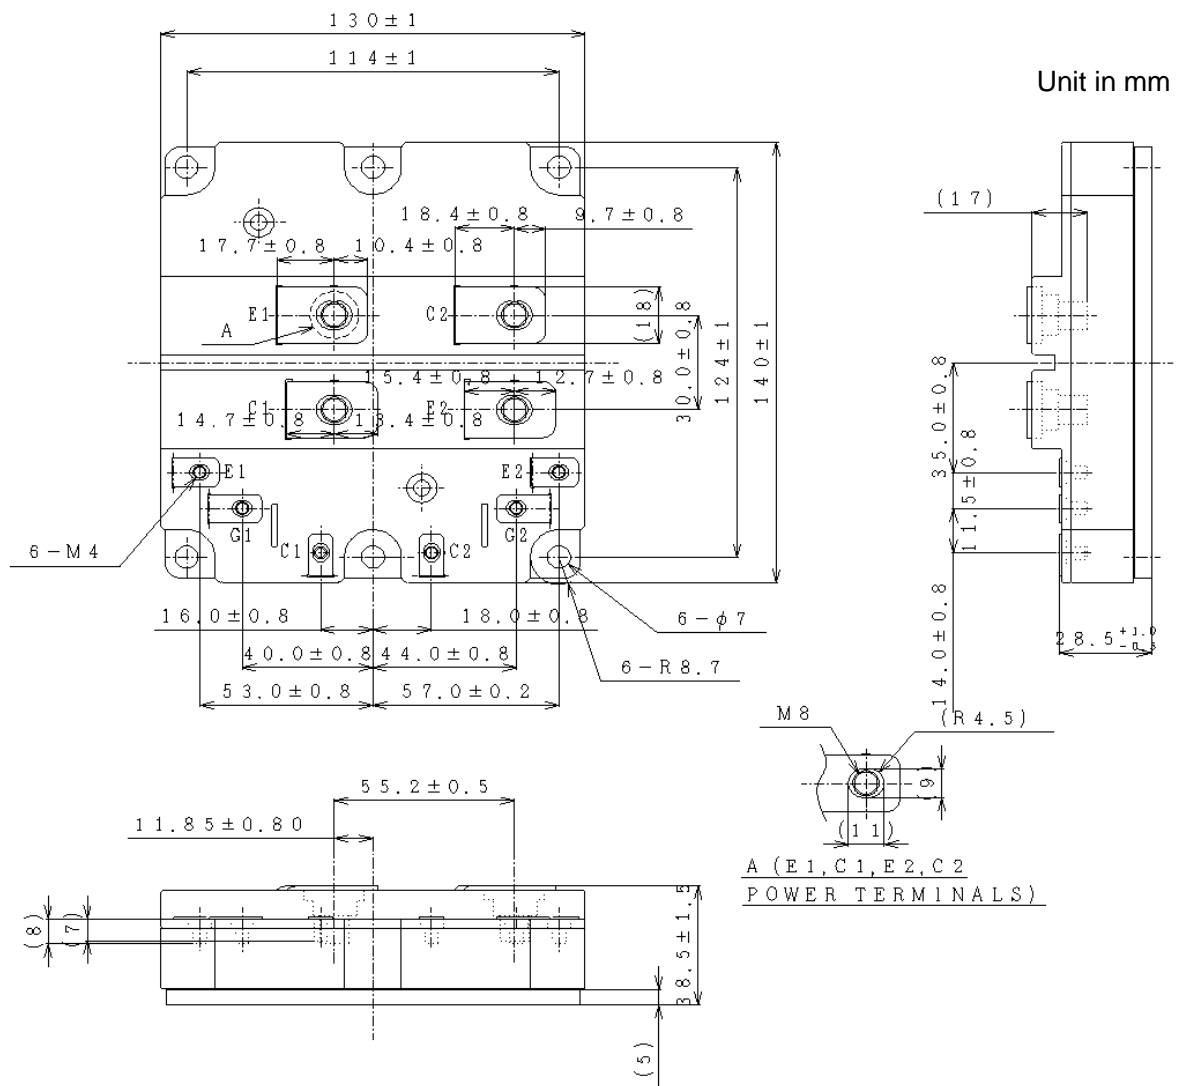 130±1
114±1
Unit in mm
(17)
18.4±0.8
9.7±0.8
17.7±0.8
10.4±0.8
E1
C2
A
(18)
30.0±0.8
124±1
140±1
15.4±0.8
12.7±0.8
C1
E2
14.7±0.8
13.4±0.8
35.0±0.8
11.5±0.8
14.0±0.8
E1
E2
G1
G2
C1
C2
6-M4
16.0±0.8
18.0±0.8
6-φ7
40.0±0.8
44.0±0.8
6-R8.7
53.0±0.8
57.0±0.2
28.5
M8
(R4.5)
(9)
(11)
55.2±0.5
11.85±0.80
A (E1,C1,E2,C2
POWER TERMINALS)
(8)
(7)
38.5±1.5
(5)